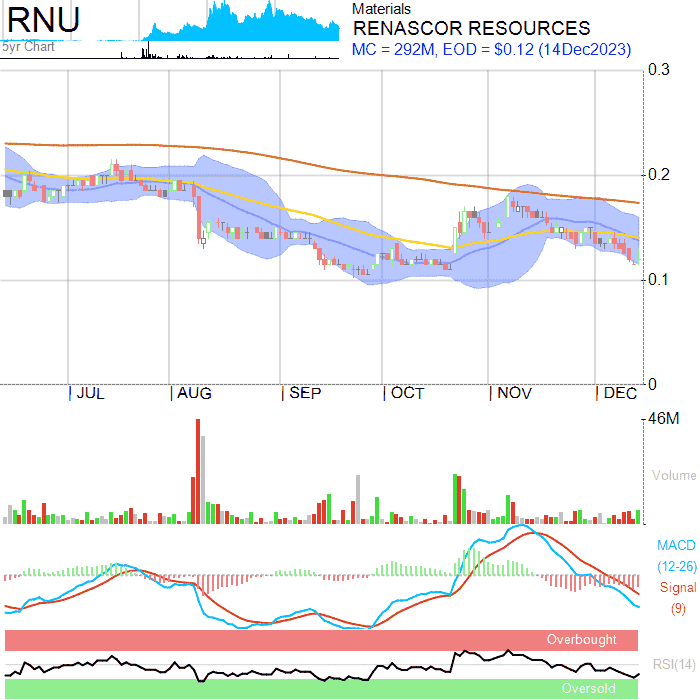 RNU
5yr Chart
Materials
RENASCOR RESOURCES
MC = 292M, EOD = $0.12 (14Dec2023)
0.3
0.2
0.1
0
| JUL | AUG | SEP | OCT | NOV | DEC
46M
Volume
MACD
(12-26)
Signal
(9)
Overbought
RSI(14)
Oversold